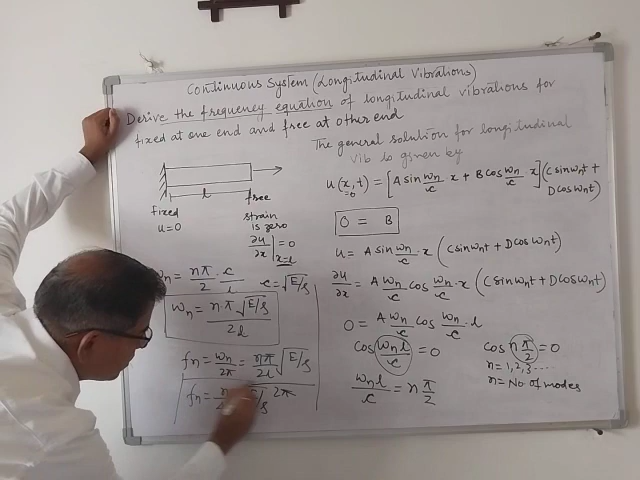 Continuous System (Longitudinal Vibrations)
Derive the frequency equation of longitudinal vibrations for
fixed at one end and free at other end
The general solution for longitudinal
vib is given by
u(x,t) = [A sin ωn/c x + B cos ωn/c x] (C sin ωnt +
=0
D cos ωnt)
l
fixed
u=0
free
strain
is zero
∂u/∂x | = 0
x=l
0 = B
u = A sin ωn/c · x (C sin ωnt + D cos ωnt)
∂u/∂x = A ωn/c cos ωn/c · x (C sin ωnt + D cos ωnt)
0 = A ωn/c cos ωn/c · l
cos ωn l/c = 0
cos n π/2 = 0
n = 1,2,3 ....
n = No. of modes
ωn l/c = n π/2
ωn = nπ/2 · c/l
c = √E/ρ
ωn = n·π √E/ρ / 2l
fn = ωn/2π = nπ/2l √E/ρ
2π
fn =